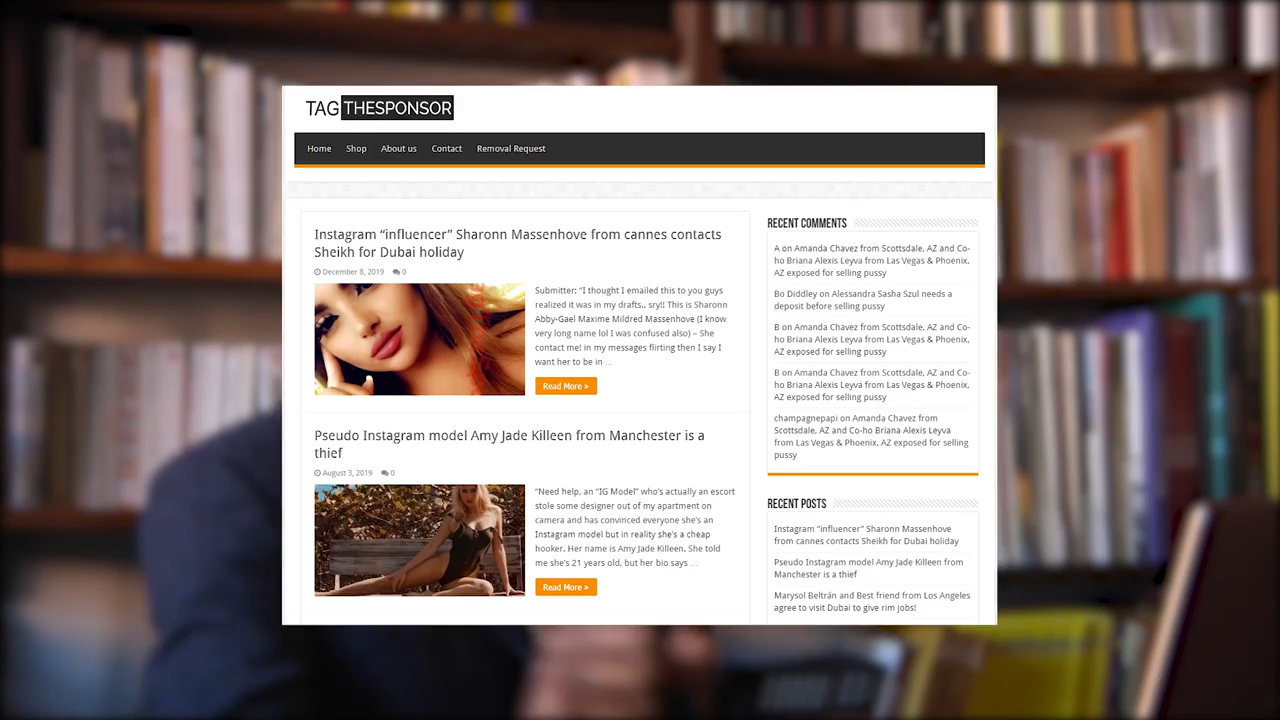 TAG THESPONSOR
Home Shop About us Contact Removal Request
Instagram “influencer” Sharonn Massenhove from cannes contacts
Sheikh for Dubai holiday
December 8, 2019 0
Submitter: “I thought I emailed this to you guys
realized it was in my drafts.. sry!! This is Sharonn
Abby-Gael Maxime Mildred Massenhove (I know
very long name lol I was confused also) – She
contact me! in my messages flirting then I say I
want her to be in ...
Read More »
Pseudo Instagram model Amy Jade Killeen from Manchester is a
thief
August 3, 2019 0
“Need help, an “IG Model” who’s actually an escort
stole some designer out of my apartment on
camera and has convinced everyone she’s an
Instagram model but in reality she’s a cheap
hooker. Her name is Amy Jade Killeen. She told
me she’s 21 years old, but her bio says ...
Read More »
RECENT COMMENTS
A on Amanda Chavez from Scottsdale, AZ and Co-
ho Briana Alexis Leyva from Las Vegas & Phoenix,
AZ exposed for selling pussy
Bo Diddley on Alessandra Sasha Szul needs a
deposit before selling pussy
B on Amanda Chavez from Scottsdale, AZ and Co-
ho Briana Alexis Leyva from Las Vegas & Phoenix,
AZ exposed for selling pussy
B on Amanda Chavez from Scottsdale, AZ and Co-
ho Briana Alexis Leyva from Las Vegas & Phoenix,
AZ exposed for selling pussy
champagnepapi on Amanda Chavez from
Scottsdale, AZ and Co-ho Briana Alexis Leyva
from Las Vegas & Phoenix, AZ exposed for selling
pussy
RECENT POSTS
Instagram “influencer” Sharonn Massenhove
from cannes contacts Sheikh for Dubai holiday
Pseudo Instagram model Amy Jade Killeen from
Manchester is a thief
Marysol Beltrán and Best friend from Los Angeles
agree to visit Dubai to give rim jobs!